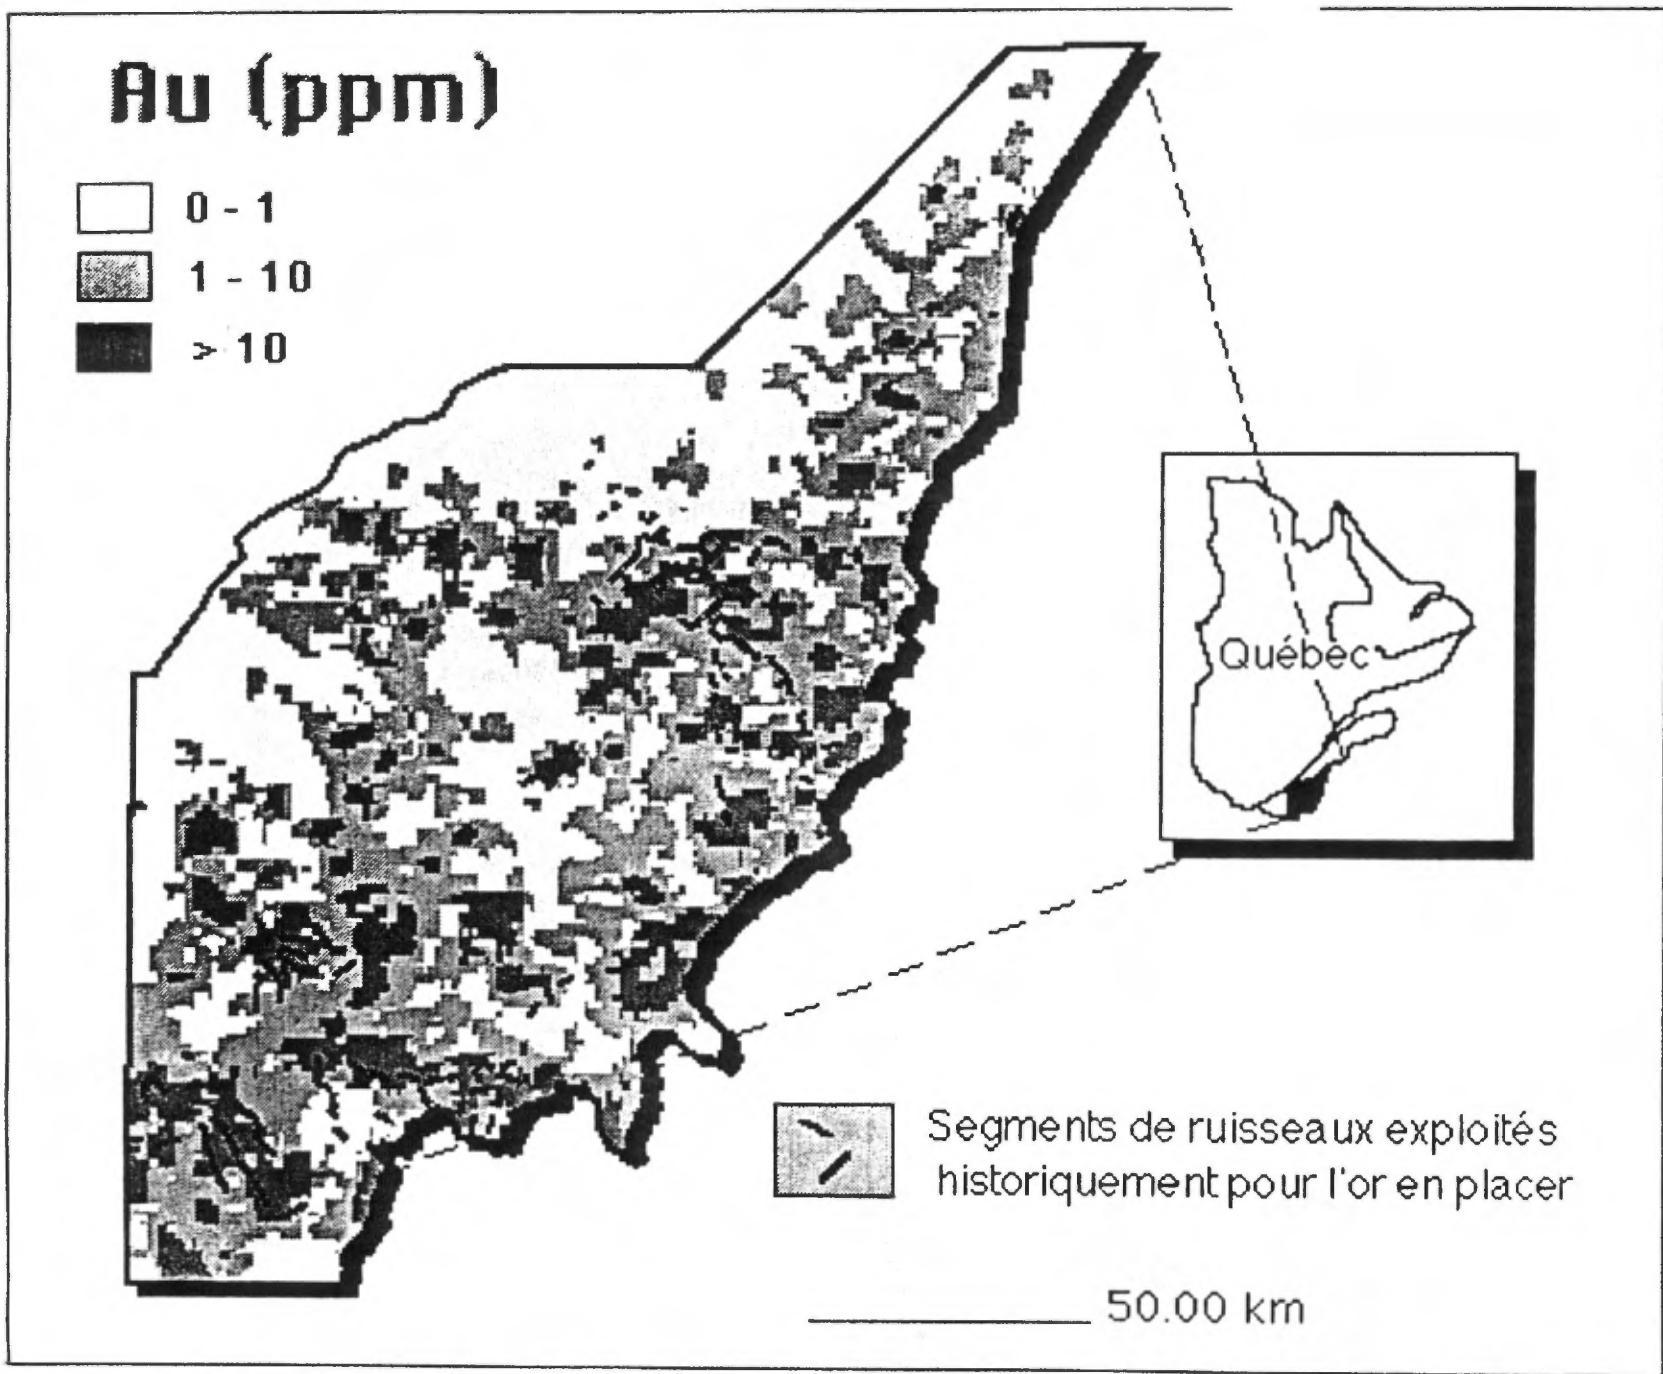 Au (ppm)
0 - 1
1 - 10
> 10
Québec
Segments de ruisseaux exploités
historiquement pour l'or en placer
50.00 km